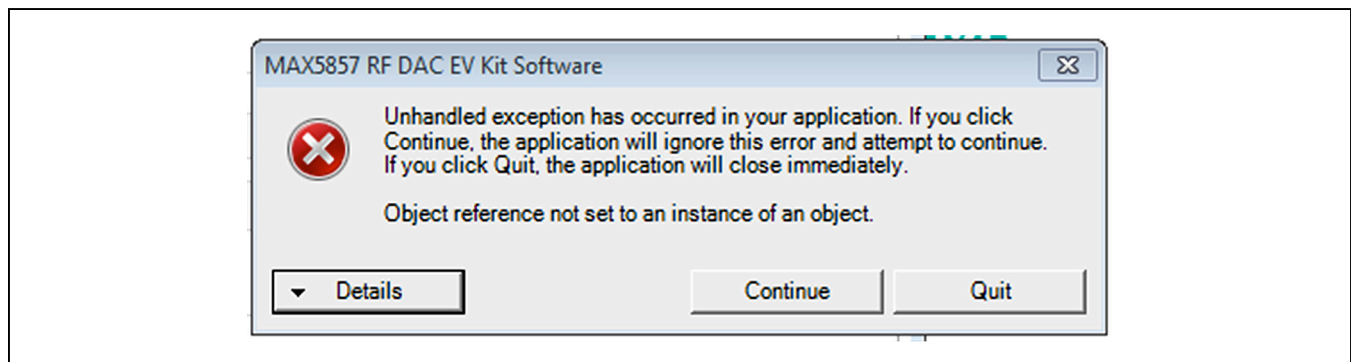 MAX5857 RF DAC EV Kit Software
Unhandled exception has occurred in your application. If you click
Continue, the application will ignore this error and attempt to continue.
If you click Quit, the application will close immediately.
Object reference not set to an instance of an object.
Details
Continue
Quit